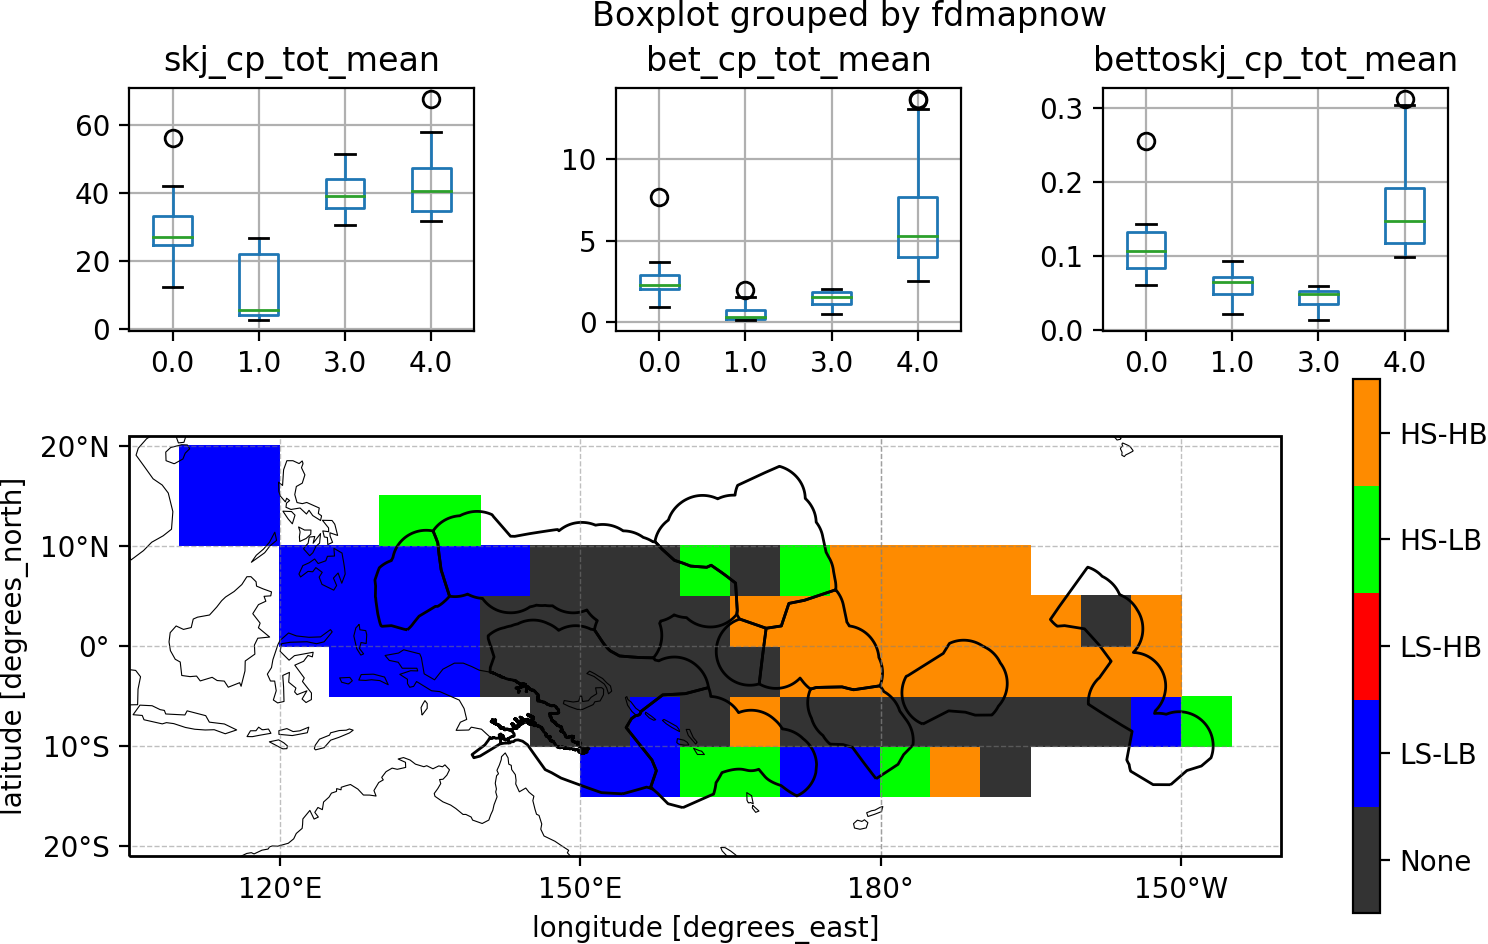 Boxplot grouped by fdmapnow
skj_cp_tot_mean
bet_cp_tot_mean
bettoskj_cp_tot_mean
60
40
20
0
0.0 1.0 3.0 4.0
10
5
0
0.0 1.0 3.0 4.0
0.3
0.2
0.1
0.0
0.0 1.0 3.0 4.0
latitude [degrees_north]
20°N
10°N
0°
10°S
20°S
120°E 150°E 180° 150°W
longitude [degrees_east]
HS-HB
HS-LB
LS-HB
LS-LB
None